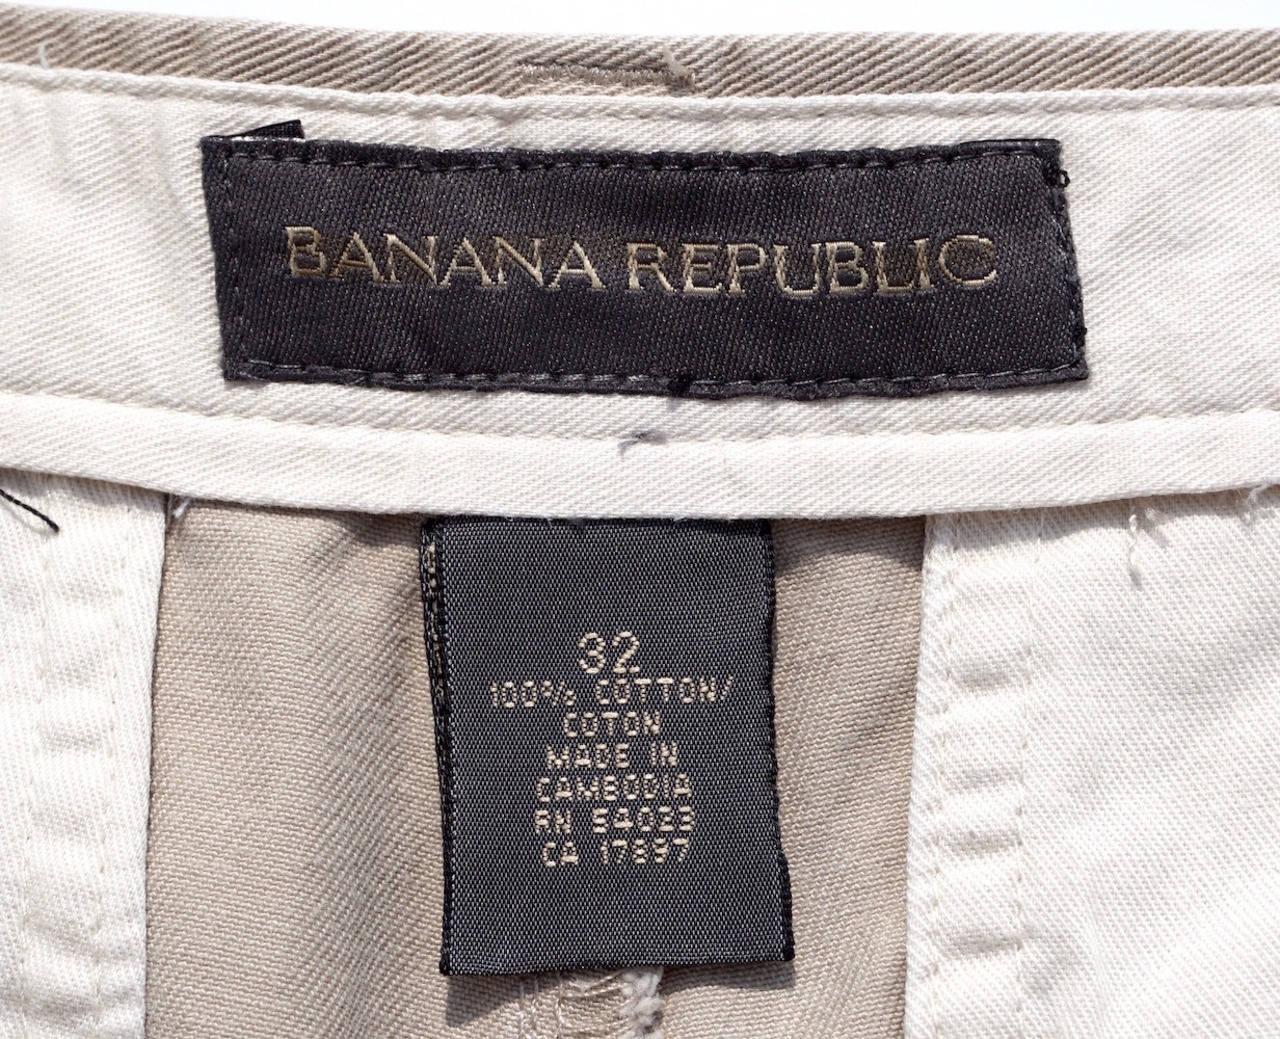 BANANA REPUBLIC
32
100% COTTON/
COTON
MADE IN
CAMBODIA
RN 54023
CA 17897